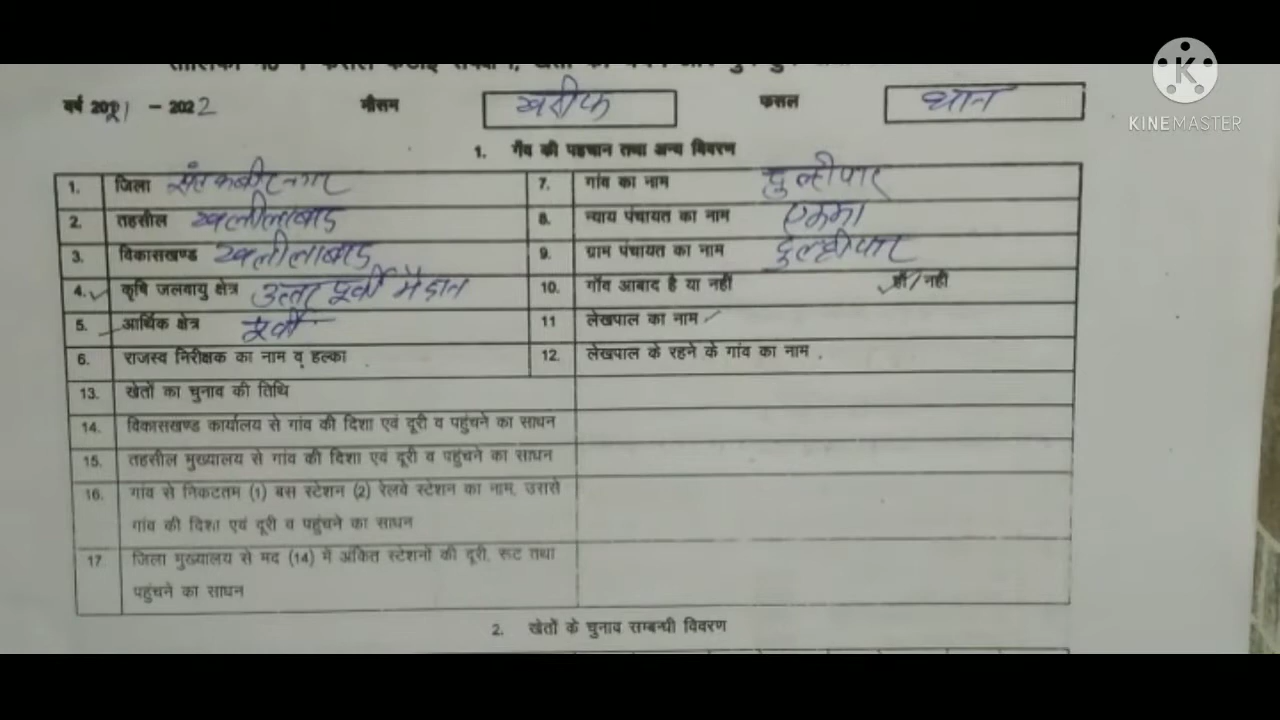 KINEMASTER
वर्ष 2021 - 2022 मौसम खरीफ फसल धान
1. गाँव की पहचान तथा अन्य विवरण
1. जिला संतकबीरनगर 7. गांव का नाम दुल्हीपार
2. तहसील खलीलाबाद 8. न्याय पंचायत का नाम
3. विकासखण्ड खलीलाबाद 9. ग्राम पंचायत का नाम दुल्हीपार
4. कृषि जलवायु क्षेत्र उत्तर पूर्वी मैदान 10. गाँव आबाद है या नहीं हाँ/नही
5. आर्थिक क्षेत्र पूर्वी 11 लेखपाल का नाम
6. राजस्व निरीक्षक का नाम व हल्का 12. लेखपाल के रहने के गांव का नाम .
13. खेतों का चुनाव की तिथि
14. विकासखण्ड कार्यालय से गांव की दिशा एवं दूरी व पहुंचने का साधन
15. तहसील मुख्यालय से गांव की दिशा एवं दूरी व पहुंचने का साधन
16. गांव से निकटतम (1) बस स्टेशन (2) रेलवे स्टेशन का नाम, उससे
गांव की दिशा एवं दूरी व पहुंचने का साधन
17. जिला मुख्यालय से मद (14) में अंकित स्टेशनों की दूरी, रूट तथा
पहुंचने का साधन
2. खेतों के चुनाव सम्बन्धी विवरण